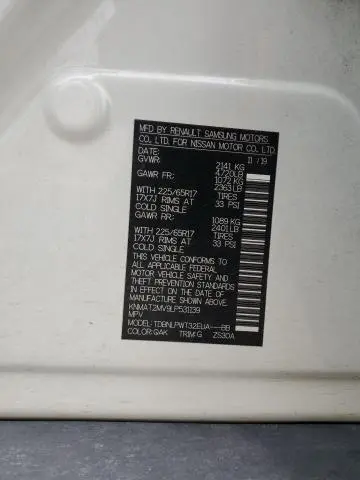 MFD BY RENAULT SAMSUNG MOTORS
CO., LTD. FOR NISSAN MOTOR CO., LTD.
DATE: 11 / 19
GVWR: 2141 KG
4720LB
GAWR FR: 1072 KG
2363LB
WITH 225/65R17 TIRES
17X7J RIMS AT 33 PSI
COLD SINGLE
GAWR RR: 1089 KG
2401LB
WITH 225/65R17 TIRES
17X7J RIMS AT 33 PSI
COLD SINGLE
THIS VEHICLE CONFORMS TO
ALL APPLICABLE FEDERAL
MOTOR VEHICLE SAFETY AND
THEFT PREVENTION STANDARDS
IN EFFECT ON THE DATE OF
MANUFACTURE SHOWN ABOVE.
KNMAT2MV9LP531139
MPV
MODEL: TDBNLPWT32EUA----BB
COLOR: QAK TRIM: G ZS30A